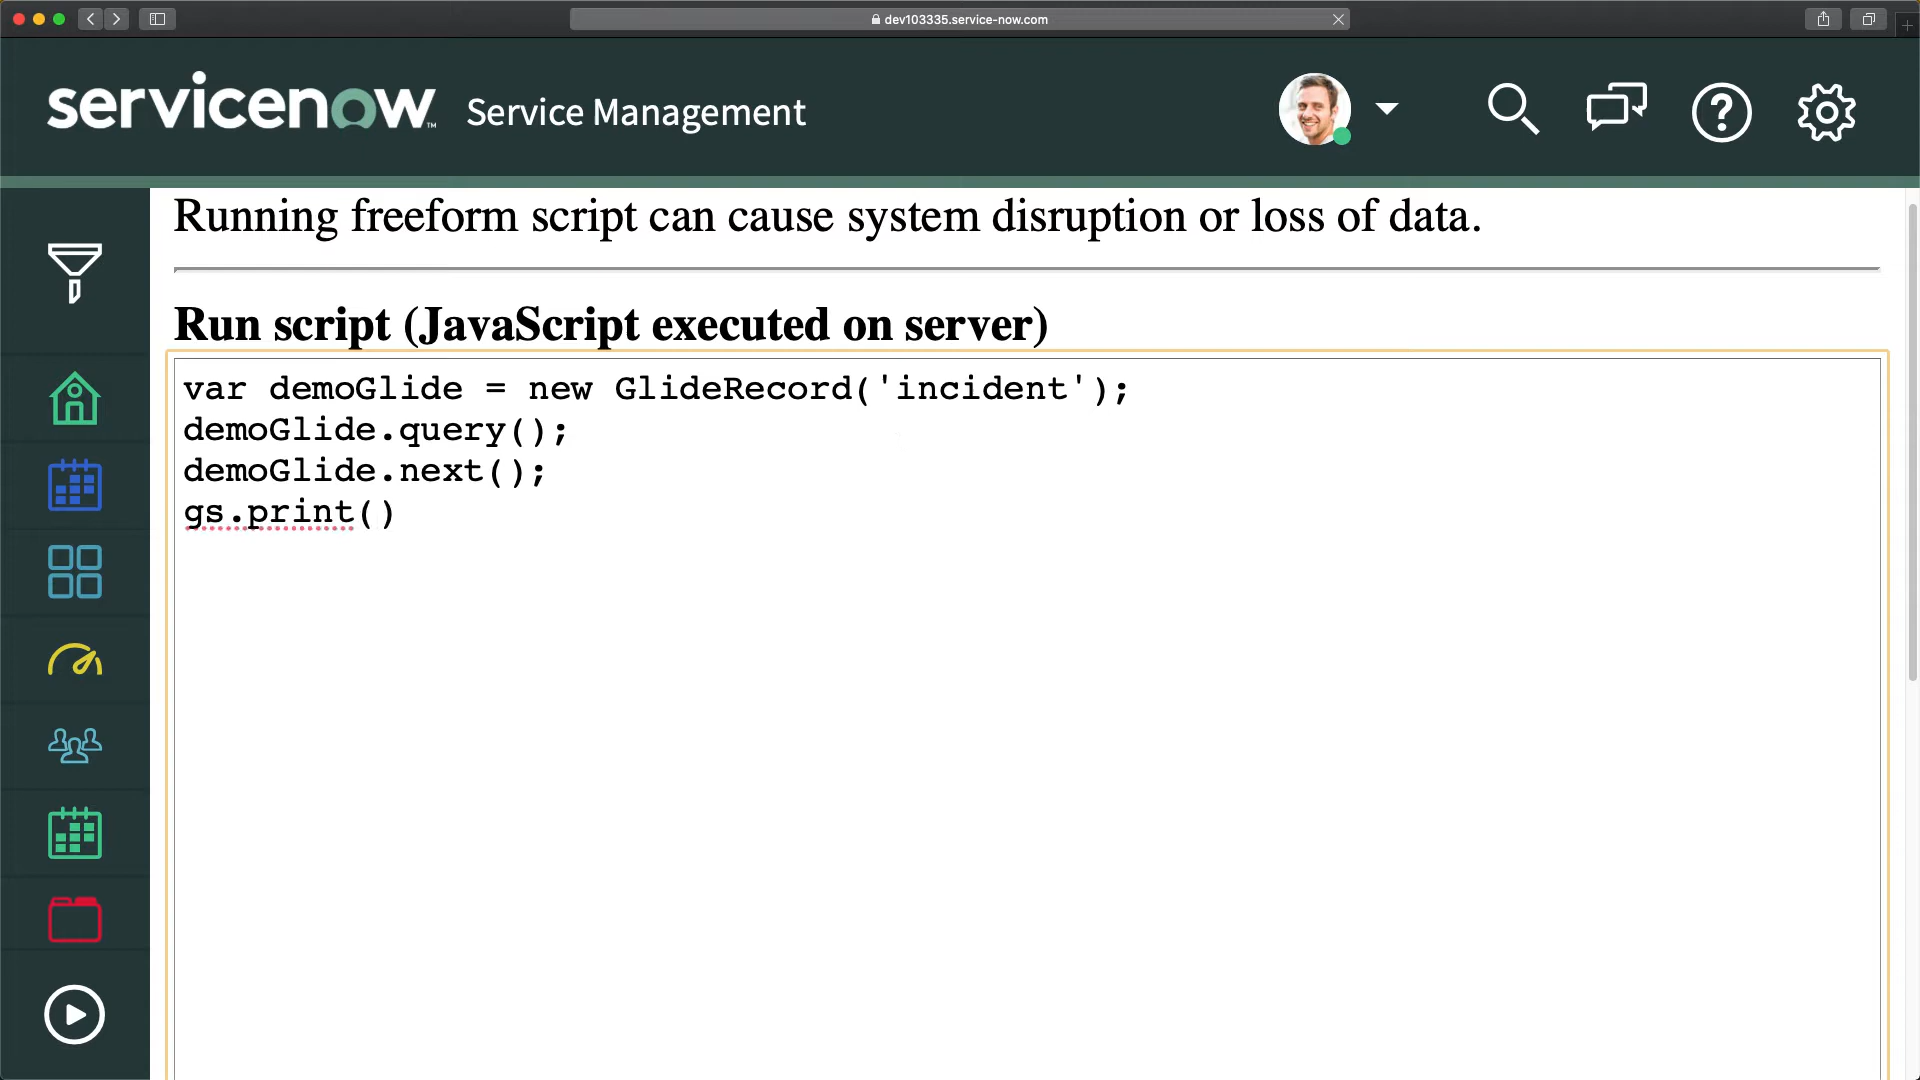 dev103335.service-now.com
servicenow™ Service Management
Running freeform script can cause system disruption or loss of data.
Run script (JavaScript executed on server)
var demoGlide = new GlideRecord('incident');
demoGlide.query();
demoGlide.next();
gs.print()